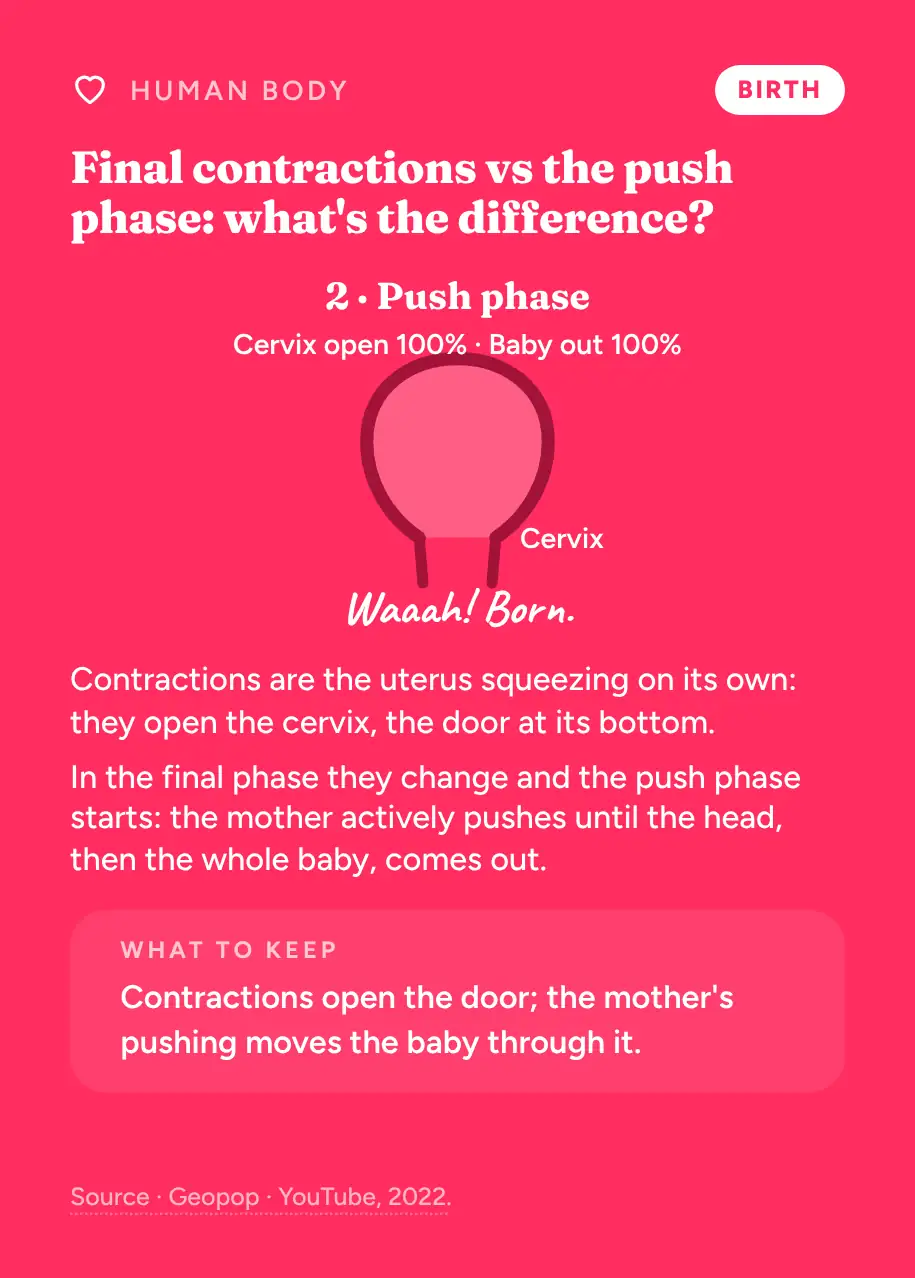 HUMAN BODY
BIRTH
Final contractions vs the push
phase: what's the difference?
2 · Push phase
Cervix open 100% · Baby out 100%
Cervix
Waaah! Born.
Contractions are the uterus squeezing on its own:
they open the cervix, the door at its bottom.
In the final phase they change and the push phase
starts: the mother actively pushes until the head,
then the whole baby, comes out.
WHAT TO KEEP
Contractions open the door; the mother's
pushing moves the baby through it.
Source · Geopop · YouTube, 2022.